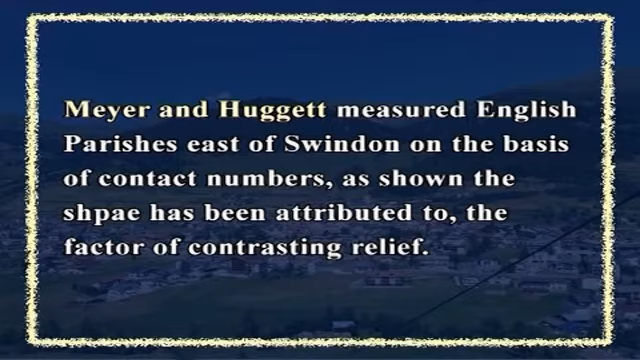 Meyer and Huggett measured English
Parishes east of Swindon on the basis
of contact numbers, as shown the
shpae has been attributed to, the
factor of contrasting relief.